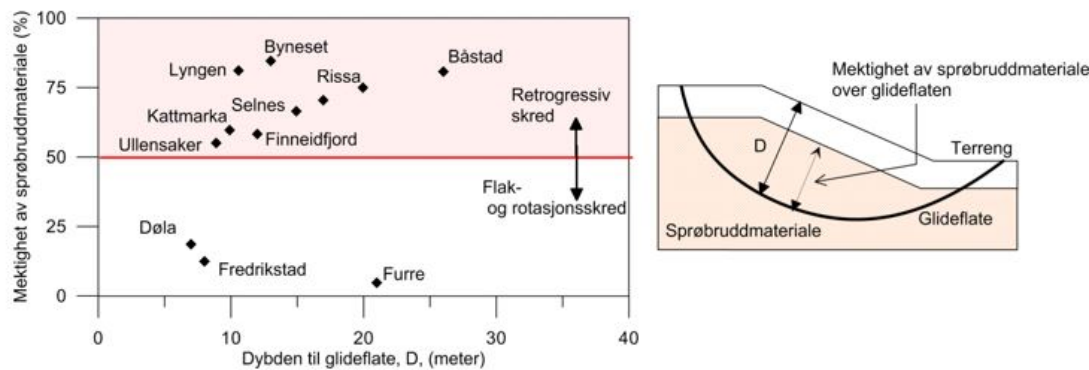 Mektighet av sprøbruddmateriale (%)
100
75
50
25
0
Byneset
Lyngen
Båstad
Rissa
Selnes
Kattmarka
Ullensaker
Finneidfjord
Retrogressiv
skred
Flak-
og rotasjonsskred
Døla
Fredrikstad
Furre
0
10
20
30
40
Dybden til glideflate, D, (meter)
Mektighet av sprøbruddmateriale
over glideflaten
D
Terreng
Glideflate
Sprøbruddmateriale